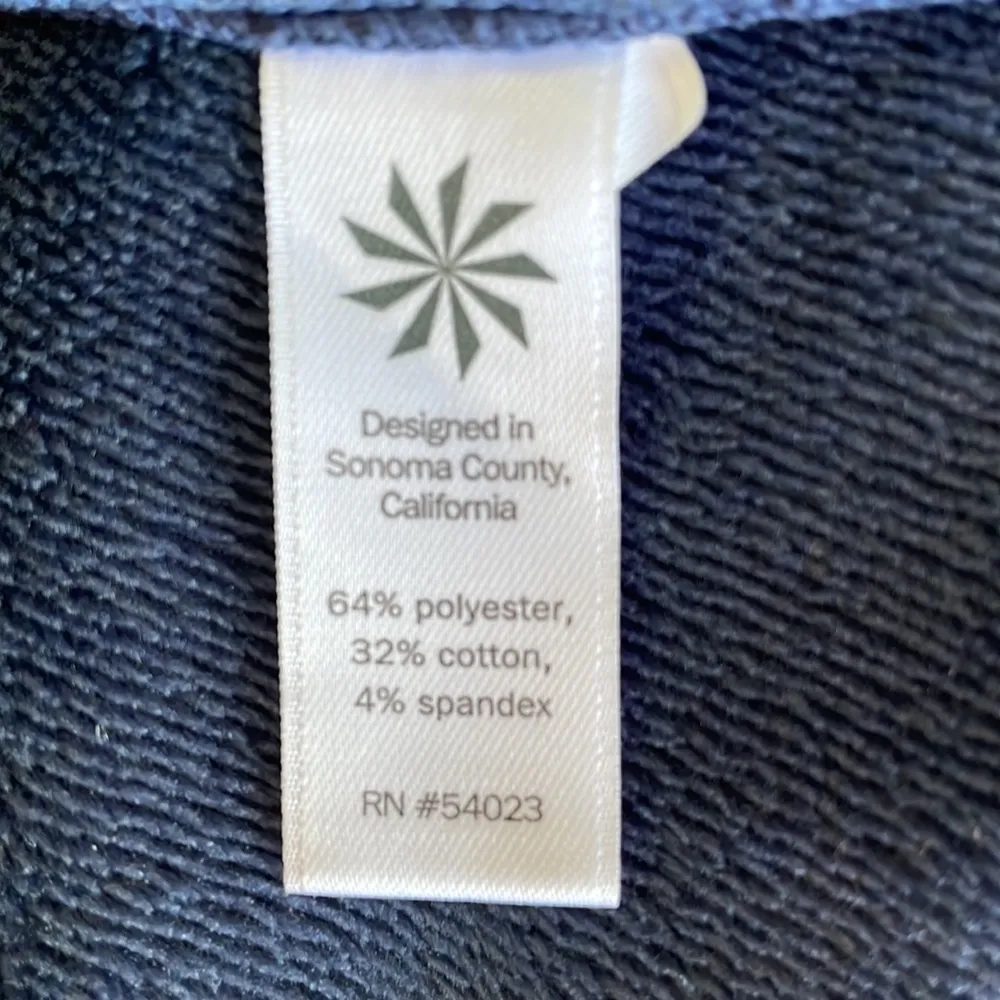 Designed in
Sonoma County,
California
64% polyester,
32% cotton,
4% spandex
RN #54023